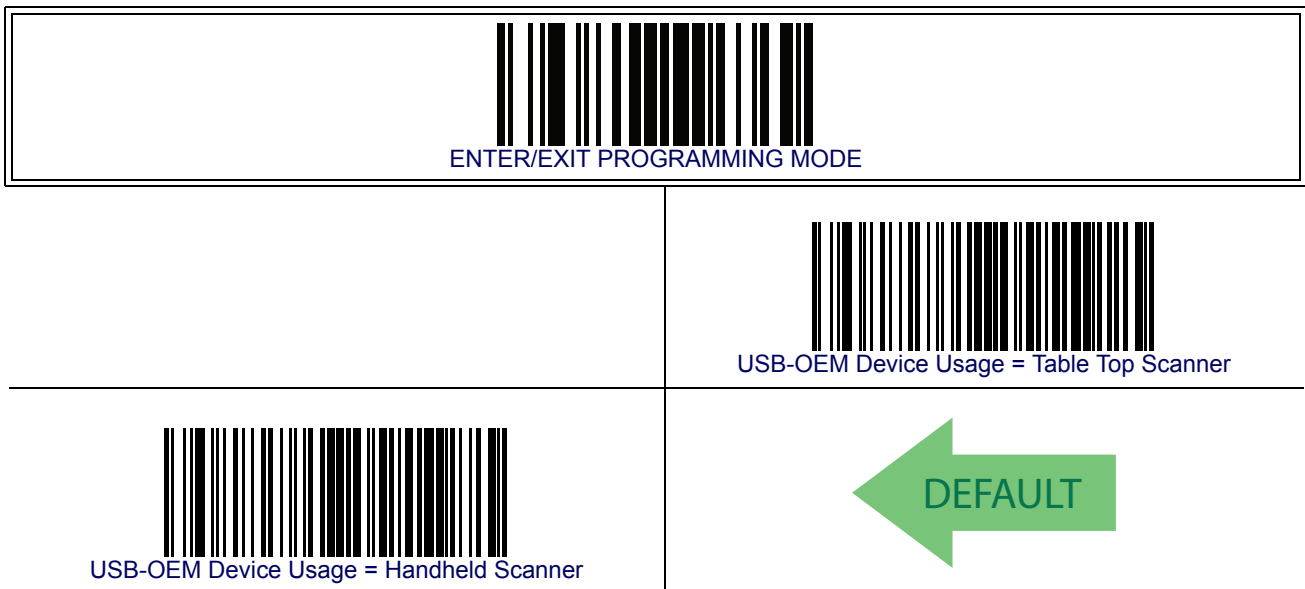 ENTER/EXIT PROGRAMMING MODE
USB-OEM Device Usage = Table Top Scanner
USB-OEM Device Usage = Handheld Scanner
DEFAULT